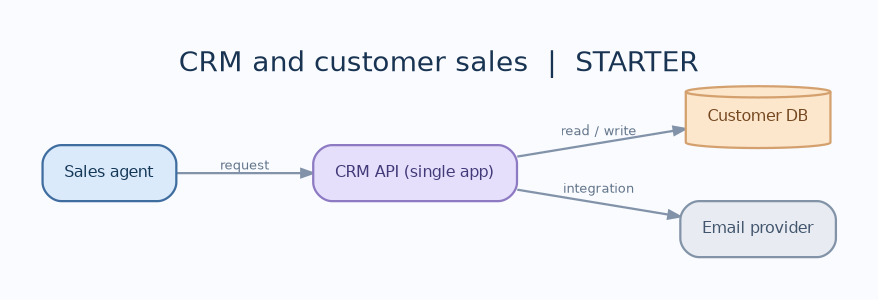 CRM and customer sales | STARTER
Customer DB
read / write
Sales agent
request
CRM API (single app)
integration
Email provider